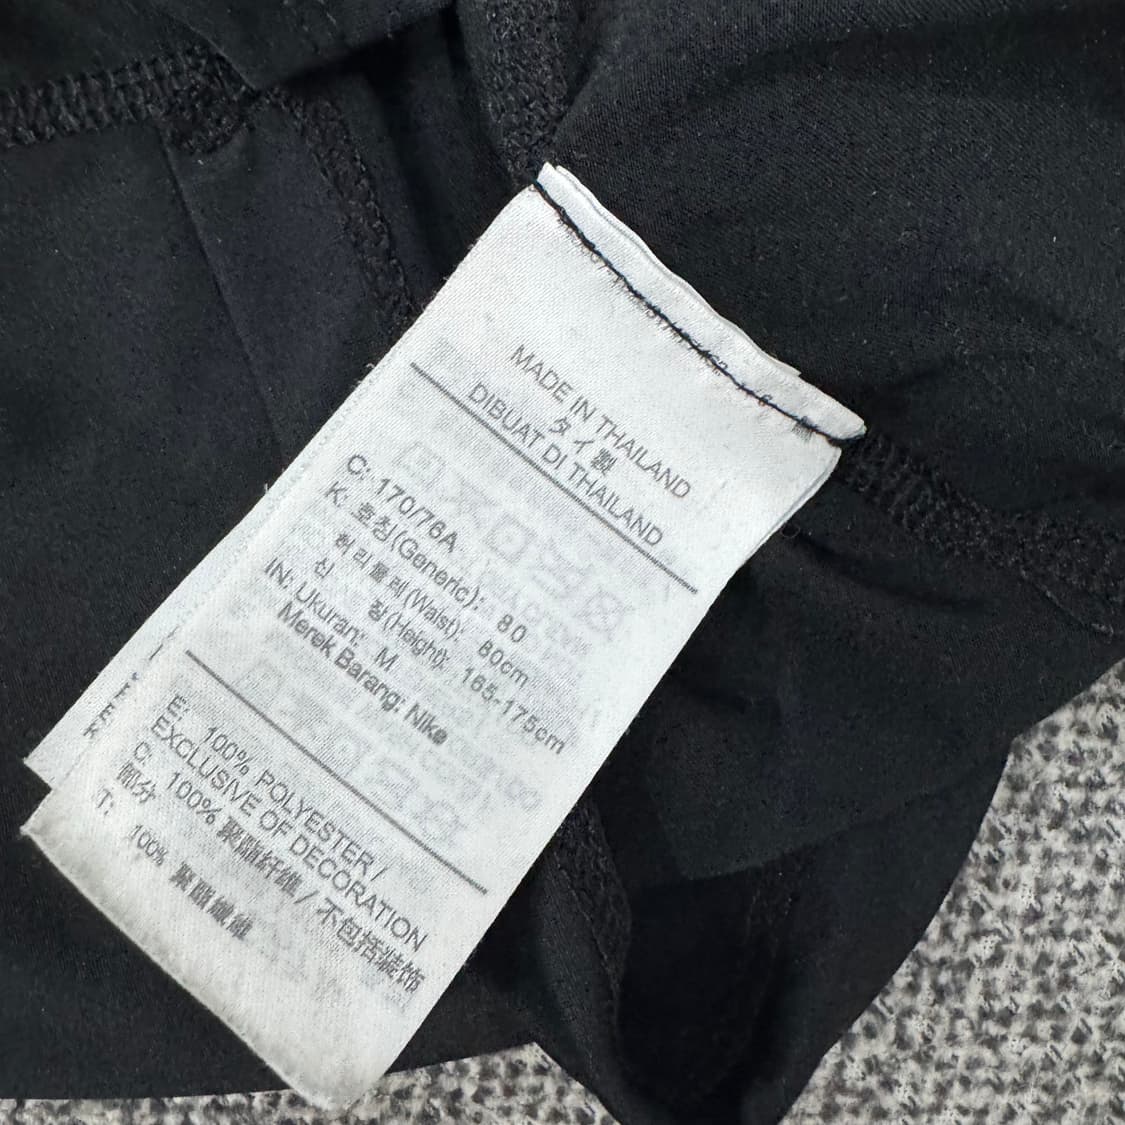 MADE IN THAILAND
タイ製
DIBUAT DI THAILAND
C: 170/76A
K: 호칭(Generic): 80
허리둘레(Waist): 80cm
신 장(Height): 165-175cm
IN: Ukuran: M
Merek Barang: Nike
E: 100% POLYESTER /
EXCLUSIVE OF DECORATION
C: 100% 聚酯纤维 / 不包括装饰
部分
T: 100% 聚酯纖維